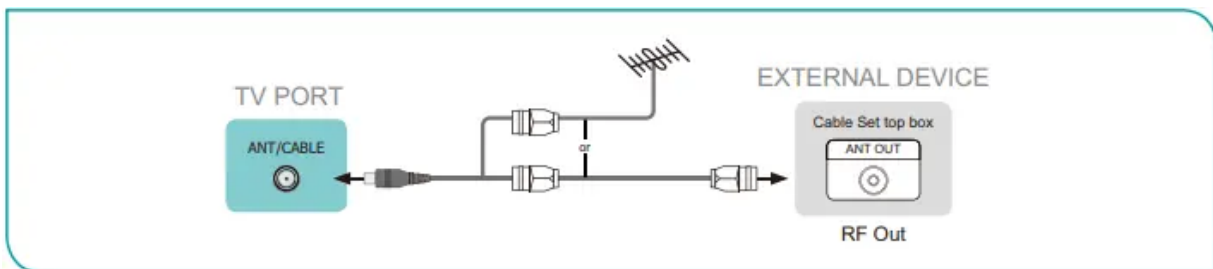 TV PORT
ANT/CABLE
or
EXTERNAL DEVICE
Cable Set top box
ANT OUT
RF Out